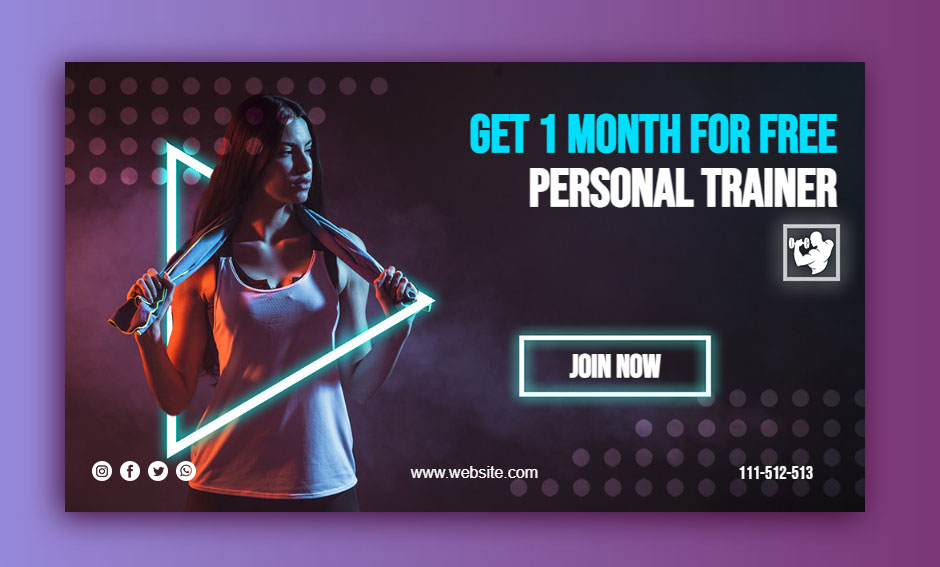 GET 1 MONTH FOR FREE
PERSONAL TRAINER
JOIN NOW
www.website.com
111-512-513